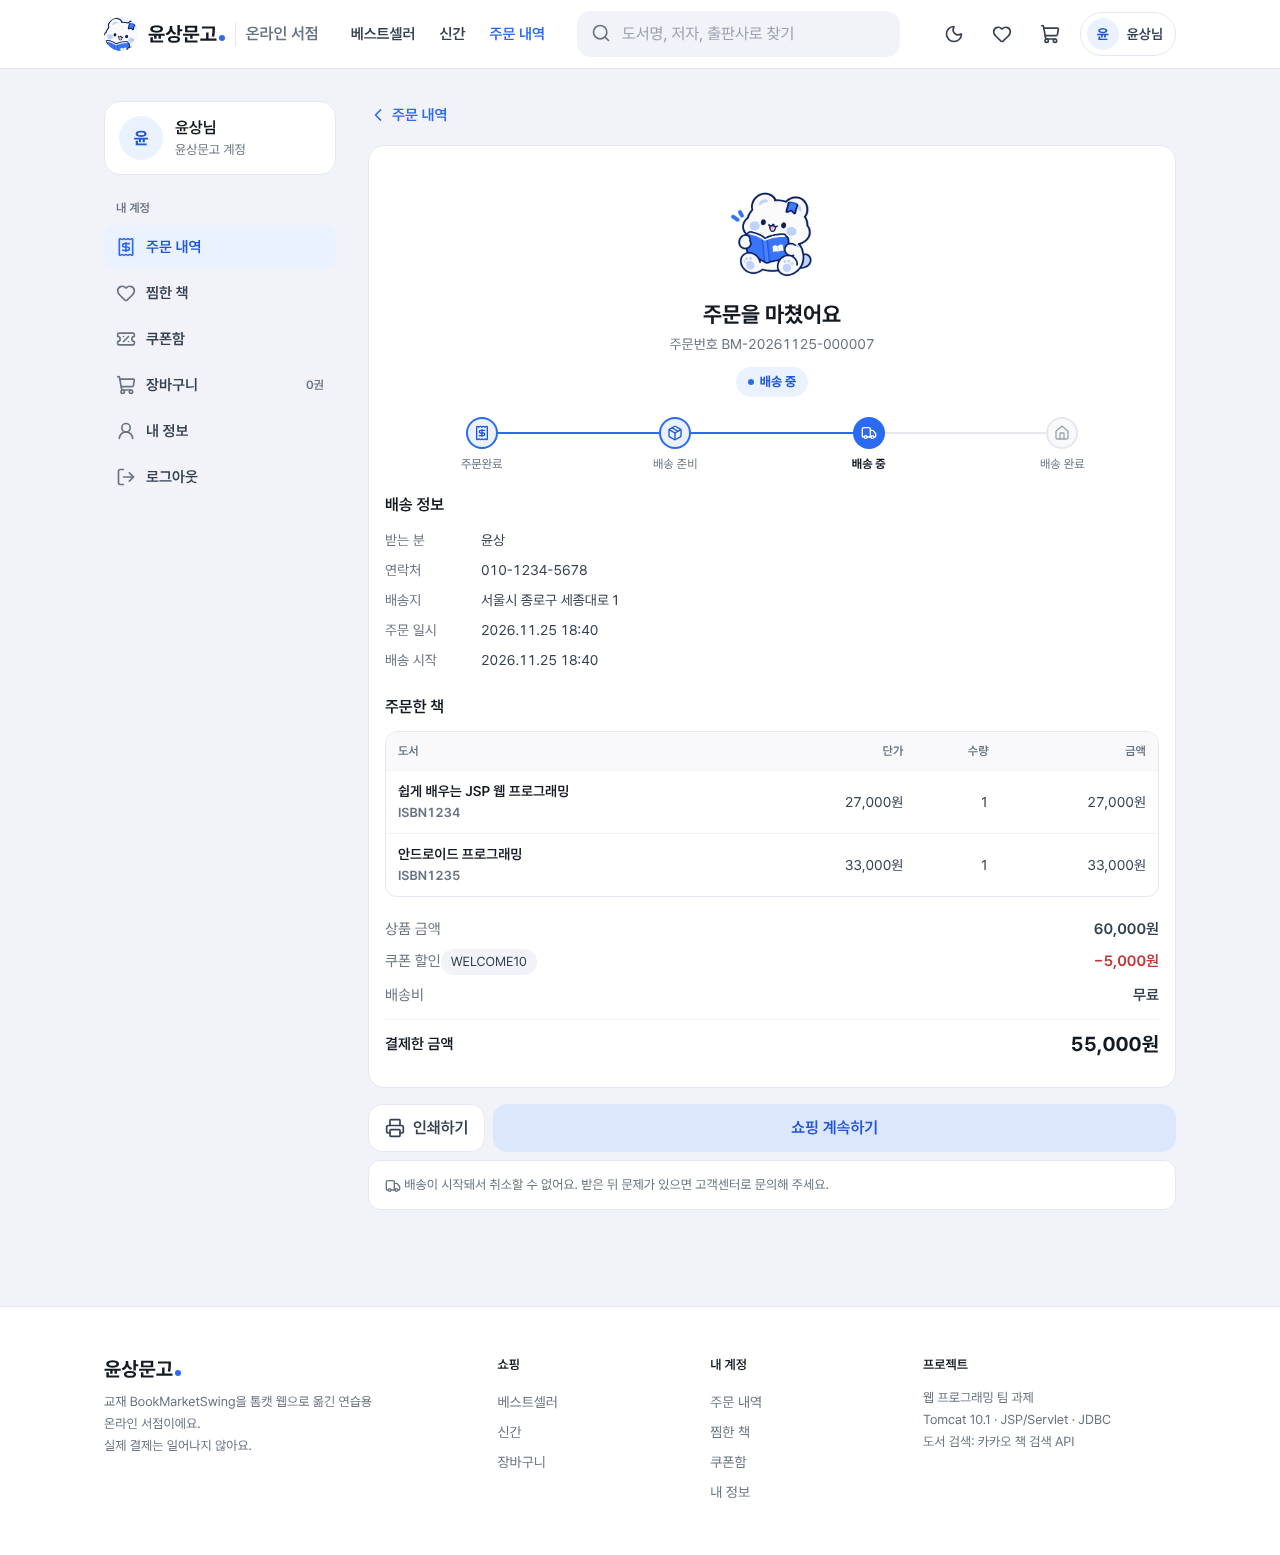 윤상문고 온라인 서점 베스트셀러 신간 주문 내역 도서명, 저자, 출판사로 찾기 윤 윤상님
윤 윤상님
윤상문고 계정
내 계정
주문 내역
찜한 책
쿠폰함
장바구니 0권
내 정보
로그아웃
주문 내역
주문을 마쳤어요
주문번호 BM-20261125-000007
배송 중
주문완료 배송 준비 배송 중 배송 완료
배송 정보
받는 분 윤상
연락처 010-1234-5678
배송지 서울시 종로구 세종대로 1
주문 일시 2026.11.25 18:40
배송 시작 2026.11.25 18:40
주문한 책
도서 단가 수량 금액
쉽게 배우는 JSP 웹 프로그래밍
ISBN1234
27,000원 1 27,000원
안드로이드 프로그래밍
ISBN1235
33,000원 1 33,000원
상품 금액 60,000원
쿠폰 할인 WELCOME10 −5,000원
배송비 무료
결제한 금액 55,000원
인쇄하기 쇼핑 계속하기
배송이 시작돼서 취소할 수 없어요. 받은 뒤 문제가 있으면 고객센터로 문의해 주세요.
윤상문고
교재 BookMarketSwing을 톰캣 웹으로 옮긴 연습용
온라인 서점이에요.
실제 결제는 일어나지 않아요.
쇼핑
베스트셀러
신간
장바구니
내 계정
주문 내역
찜한 책
쿠폰함
내 정보
프로젝트
웹 프로그래밍 팀 과제
Tomcat 10.1 · JSP/Servlet · JDBC
도서 검색: 카카오 책 검색 API